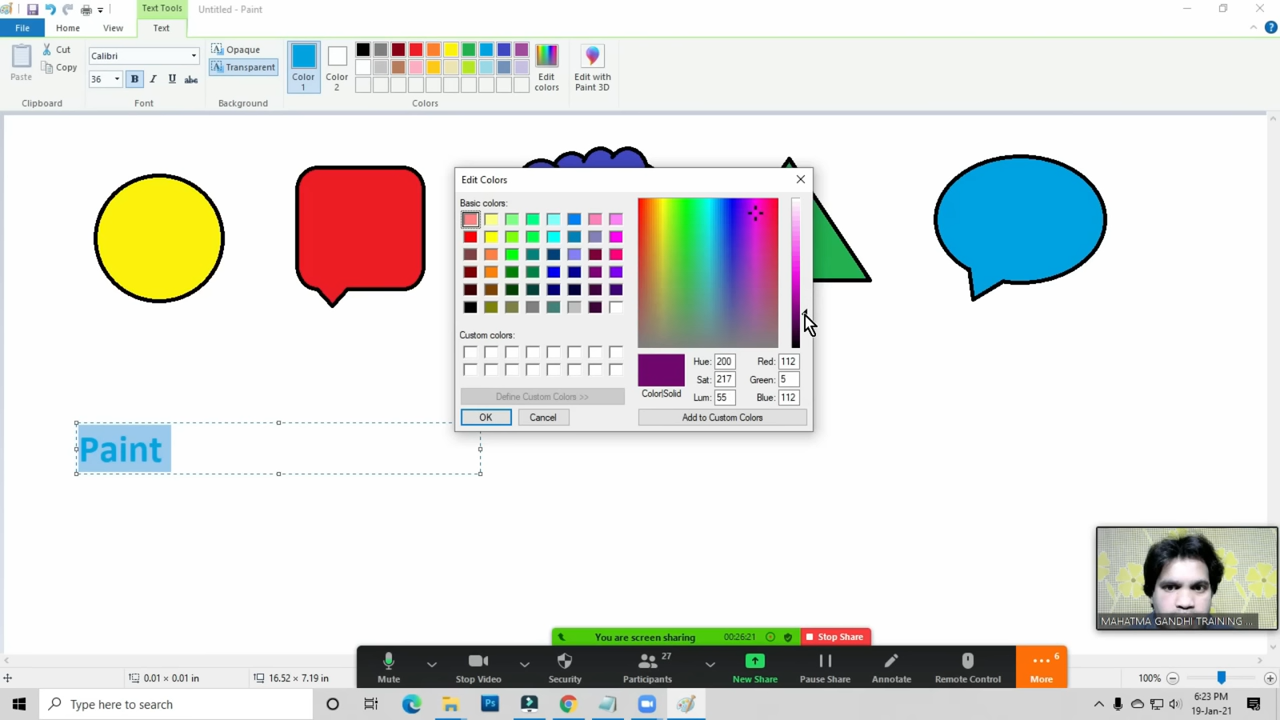 Text Tools
Untitled - Paint
File
Home
View
Text
Paste
Cut
Copy
Clipboard
Calibri
36
B
I
U
abc
Font
Opaque
Transparent
Background
Color
1
Color
2
Edit
colors
Colors
Edit with
Paint 3D
Edit Colors
Basic colors:
Custom colors:
Define Custom Colors >>
OK
Cancel
Color|Solid
Hue: 200
Sat: 217
Lum: 55
Red: 112
Green: 5
Blue: 112
Add to Custom Colors
Paint
MAHATMA GANDHI TRAINING ...
You are screen sharing
00:26:21
Stop Share
Mute
Stop Video
Security
Participants
27
New Share
Pause Share
Annotate
Remote Control
More
6
0.01 × 0.01 in
16.52 × 7.19 in
100%
Type here to search
Ps
6:23 PM
19-Jan-21